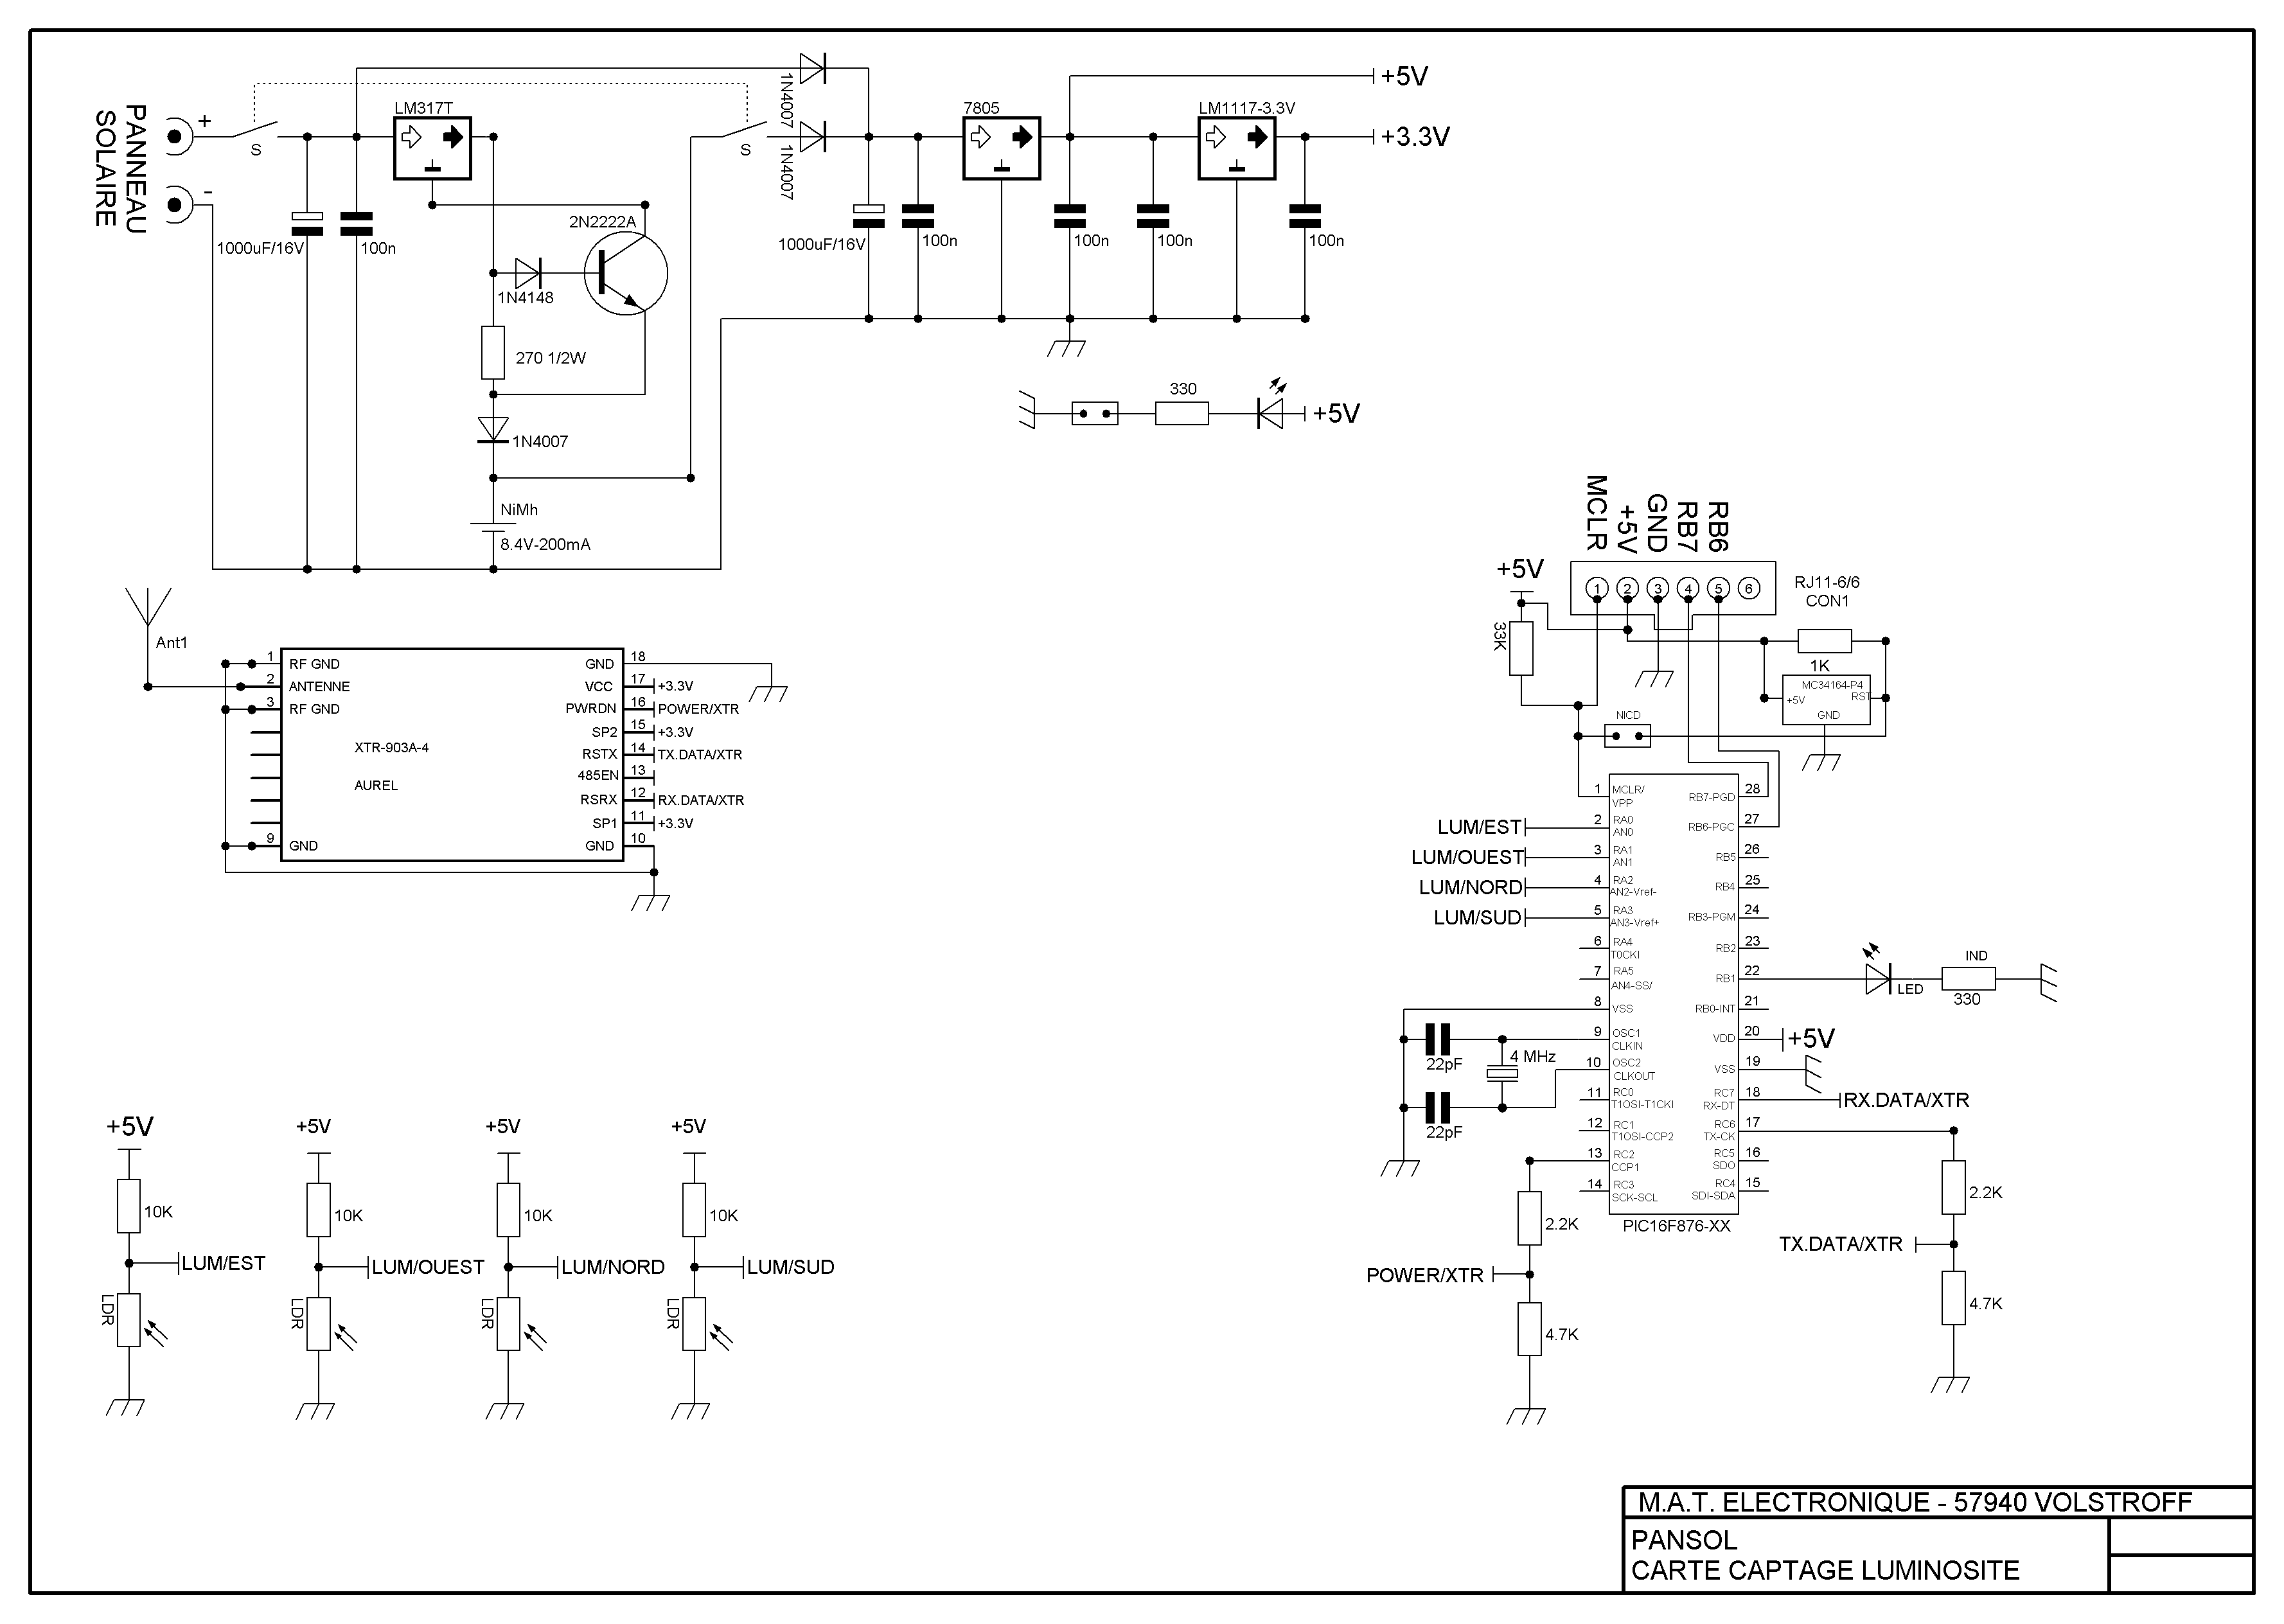 PANNEAU
SOLAIRE
+
-
S
LM317T
1000uF/16V
100n
2N2222A
1N4148
270 1/2W
1N4007
NiMh
8.4V-200mA
S
1N4007
1N4007
1000uF/16V
100n
7805
100n
100n
LM1117-3.3V
100n
+5V
+3.3V
330
+5V
Ant1
1 RF GND
2 ANTENNE
3 RF GND
XTR-903A-4
AUREL
9 GND
GND 18
VCC 17 +3.3V
PWRDN 16 POWER/XTR
SP2 15 +3.3V
RSTX 14 TX.DATA/XTR
485EN 13
RSRX 12 RX.DATA/XTR
SP1 11 +3.3V
GND 10
MCLR
+5V
GND
RB7
RB6
+5V
1 2 3 4 5 6
RJ11-6/6
CON1
33K
1K
MC34164-P4
+5V
RST
GND
NICD
1 MCLR/
VPP
LUM/EST 2 RA0
AN0
LUM/OUEST 3 RA1
AN1
LUM/NORD 4 RA2
AN2-Vref-
LUM/SUD 5 RA3
AN3-Vref+
6 RA4
T0CKI
7 RA5
AN4-SS/
8 VSS
9 OSC1
CLKIN
10 OSC2
CLKOUT
11 RC0
T1OSI-T1CKI
12 RC1
T1OSI-CCP2
13 RC2
CCP1
14 RC3
SCK-SCL
RB7-PGD 28
RB6-PGC 27
RB5 26
RB4 25
RB3-PGM 24
RB2 23
RB1 22
RB0-INT 21
VDD 20 +5V
VSS 19
RC7 18 RX.DATA/XTR
RX-DT
RC6 17
TX-CK
RC5 16
SDO
RC4 15
SDI-SDA
PIC16F876-XX
LED
IND
330
22pF
4 MHz
22pF
2.2K
POWER/XTR
4.7K
2.2K
TX.DATA/XTR
4.7K
+5V
10K
LUM/EST
LDR
+5V
10K
LUM/OUEST
LDR
+5V
10K
LUM/NORD
LDR
+5V
10K
LUM/SUD
LDR
M.A.T. ELECTRONIQUE - 57940 VOLSTROFF
PANSOL
CARTE CAPTAGE LUMINOSITE